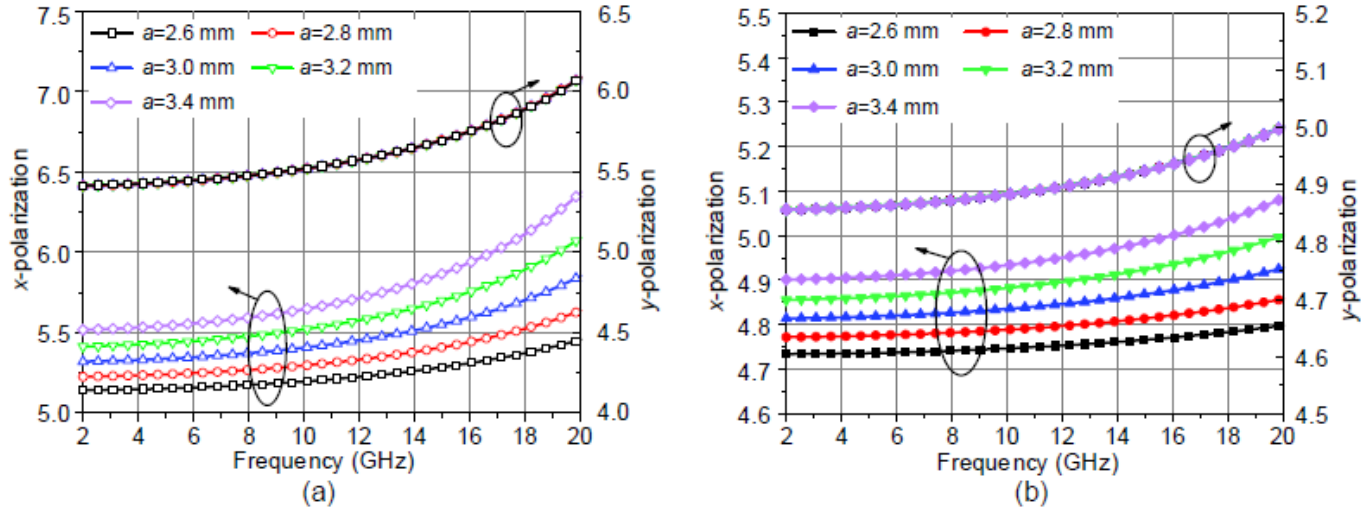 7.5
7.0
6.5
6.0
5.5
5.0
x-polarization
a=2.6 mm
a=2.8 mm
a=3.0 mm
a=3.2 mm
a=3.4 mm
6.5
6.0
5.5
5.0
4.5
4.0
y-polarization
2 4 6 8 10 12 14 16 18 20
Frequency (GHz)
(a)
5.5
5.4
5.3
5.2
5.1
5.0
4.9
4.8
4.7
4.6
x-polarization
a=2.6 mm
a=2.8 mm
a=3.0 mm
a=3.2 mm
a=3.4 mm
5.2
5.1
5.0
4.9
4.8
4.7
4.6
4.5
y-polarization
2 4 6 8 10 12 14 16 18 20
Frequency (GHz)
(b)